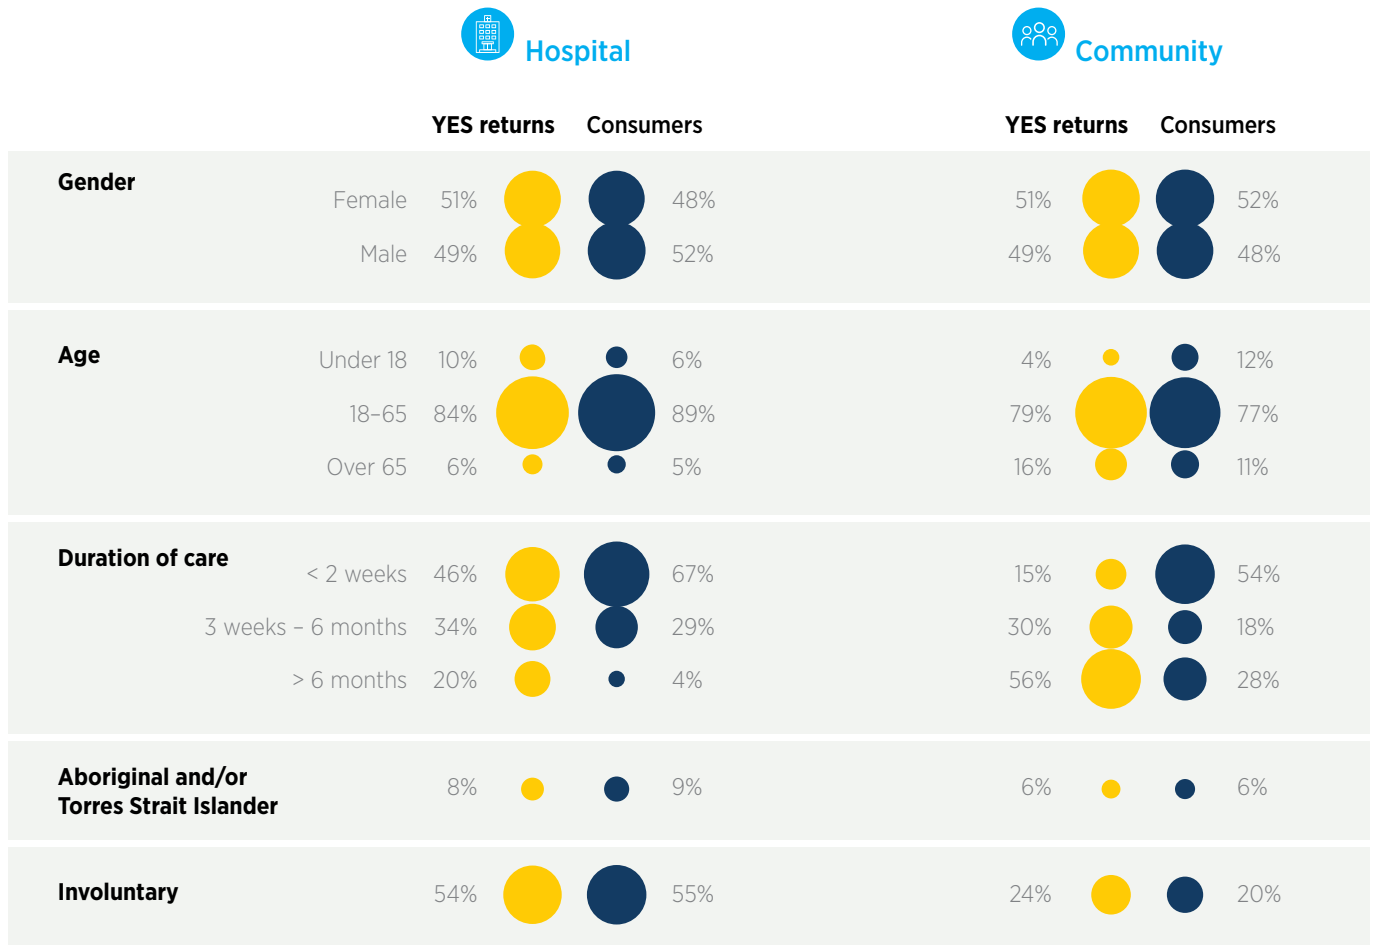 Hospital Community
YES returns Consumers YES returns Consumers
Gender
Female 51% 48% 51% 52%
Male 49% 52% 49% 48%
Age
Under 18 10% 6% 4% 12%
18–65 84% 89% 79% 77%
Over 65 6% 5% 16% 11%
Duration of care
< 2 weeks 46% 67% 15% 54%
3 weeks – 6 months 34% 29% 30% 18%
> 6 months 20% 4% 56% 28%
Aboriginal and/or
Torres Strait Islander
8% 9% 6% 6%
Involuntary 54% 55% 24% 20%